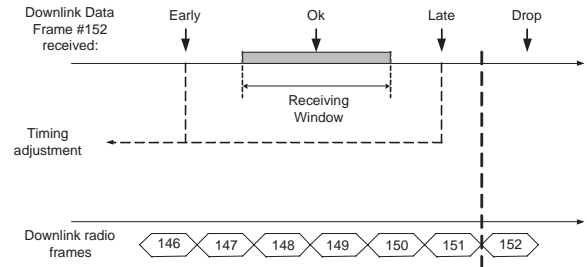 Downlink Data
Frame #152
received:
Early
Ok
Late
Drop
Receiving
Window
Timing
adjustment
Downlink radio
frames
146
147
148
149
150
151
152